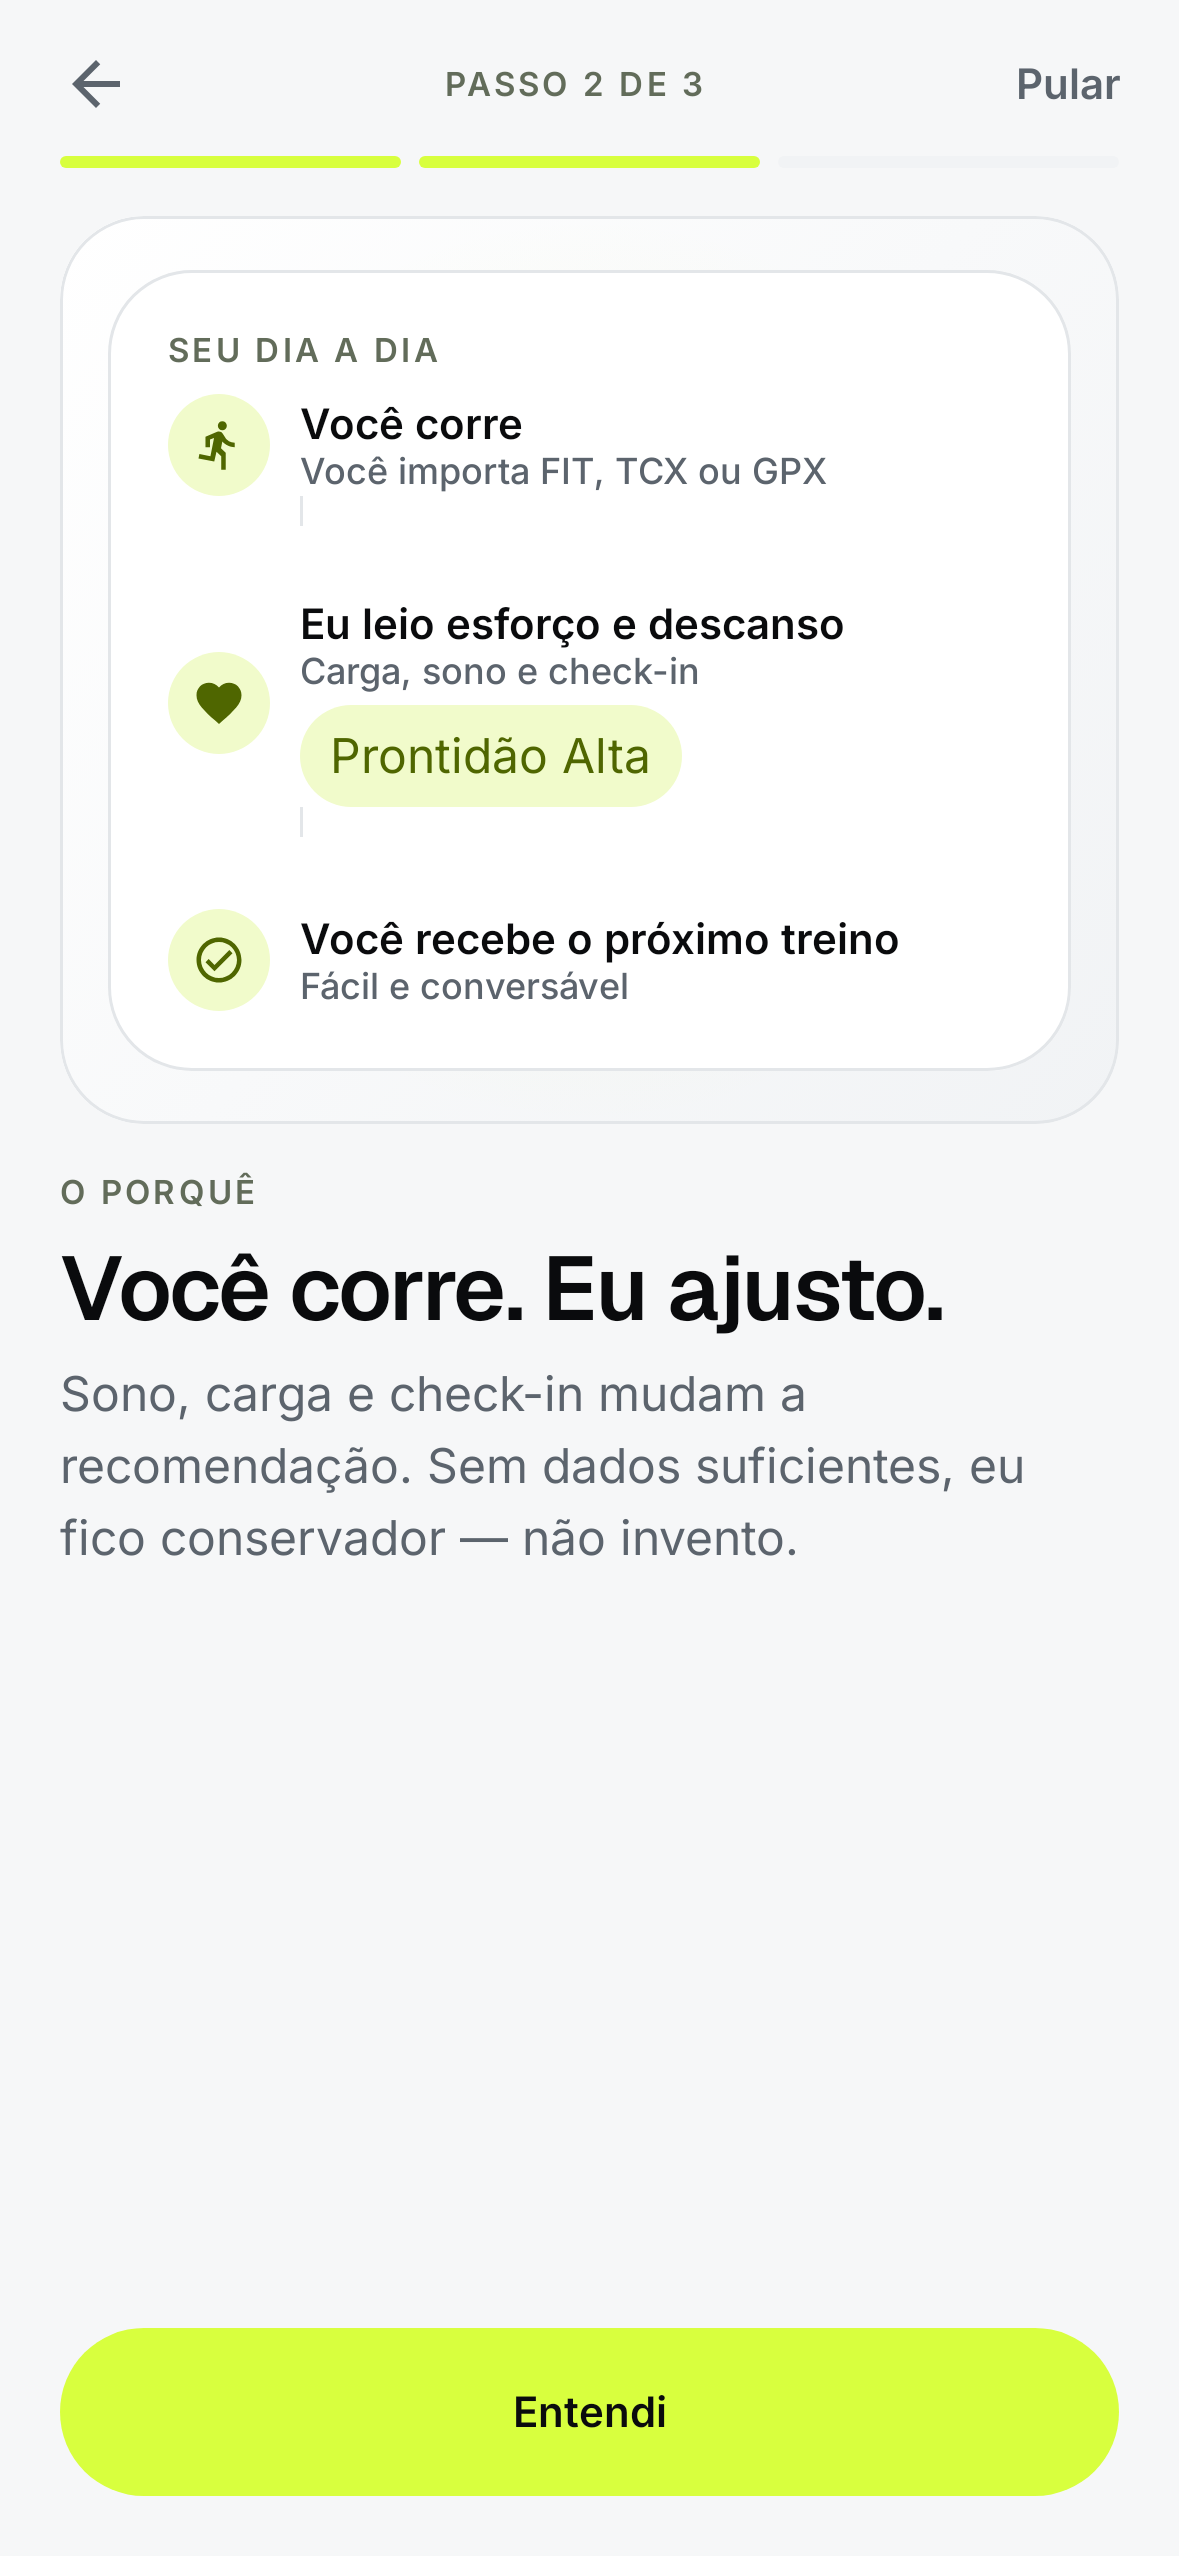 PASSO 2 DE 3
Pular
SEU DIA A DIA
Você corre
Você importa FIT, TCX ou GPX
Eu leio esforço e descanso
Carga, sono e check-in
Prontidão Alta
Você recebe o próximo treino
Fácil e conversável
O PORQUÊ
Você corre. Eu ajusto.
Sono, carga e check-in mudam a
recomendação. Sem dados suficientes, eu
fico conservador — não invento.
Entendi